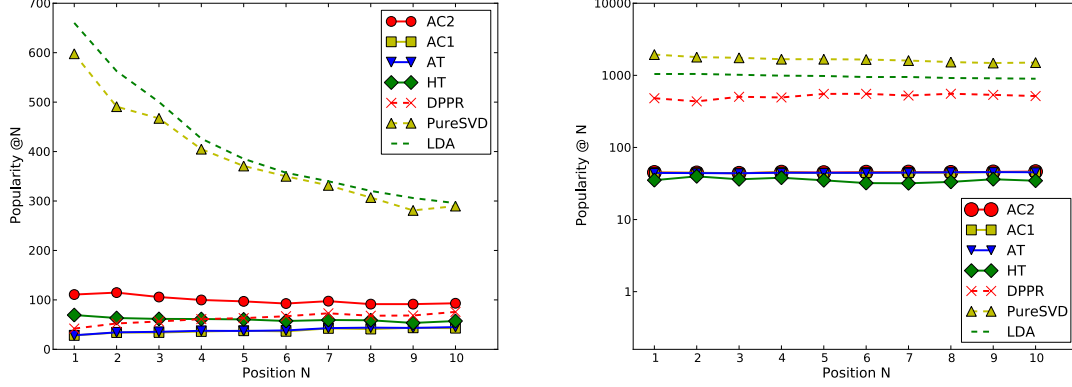 700
600
500
400
300
200
100
0
Popularity @N
1 2 3 4 5 6 7 8 9 10
Position N
AC2
AC1
AT
HT
DPPR
PureSVD
LDA
10000
1000
100
10
1
Popularity @ N
1 2 3 4 5 6 7 8 9 10
Position N
AC2
AC1
AT
HT
DPPR
PureSVD
LDA